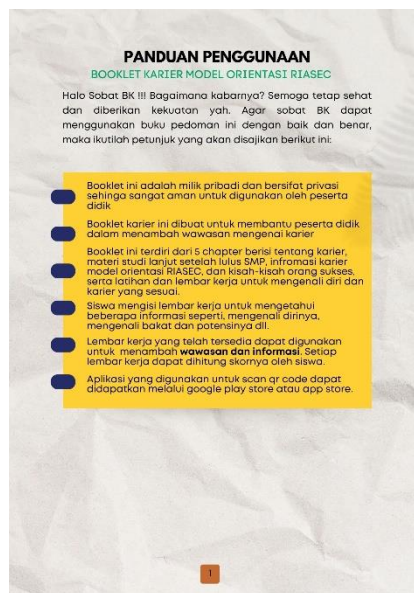 PANDUAN PENGGUNAAN
BOOKLET KARIER MODEL ORIENTASI RIASEC
Halo Sobat BK !!! Bagaimana kabarnya? Semoga tetap sehat
dan diberikan kekuatan yah. Agar sobat BK dapat
menggunakan buku pedoman ini dengan baik dan benar,
maka ikutilah petunjuk yang akan disajikan berikut ini:
Booklet ini adalah milik pribadi dan bersifat privasi
sehinga sangat aman untuk digunakan oleh peserta
didik
Booklet karier ini dibuat untuk membantu peserta didik
dalam menambah wawasan mengenai karier
Booklet ini terdiri dari 5 chapter berisi tentang karier,
materi studi lanjut setelah lulus SMP, infromasi karier
model orientasi RIASEC, dan kisah-kisah orang sukses,
serta latihan dan lembar kerja untuk mengenali diri dan
karier yang sesuai.
Siswa mengisi lembar kerja untuk mengetahui
beberapa informasi seperti, mengenali dirinya,
mengenali bakat dan potensinya dll.
Lembar kerja yang telah tersedia dapat digunakan
untuk menambah wawasan dan informasi. Setiap
lembar kerja dapat dihitung skornya oleh siswa.
Aplikasi yang digunakan untuk scan qr code dapat
didapatkan melalui google play store atau app store.
1